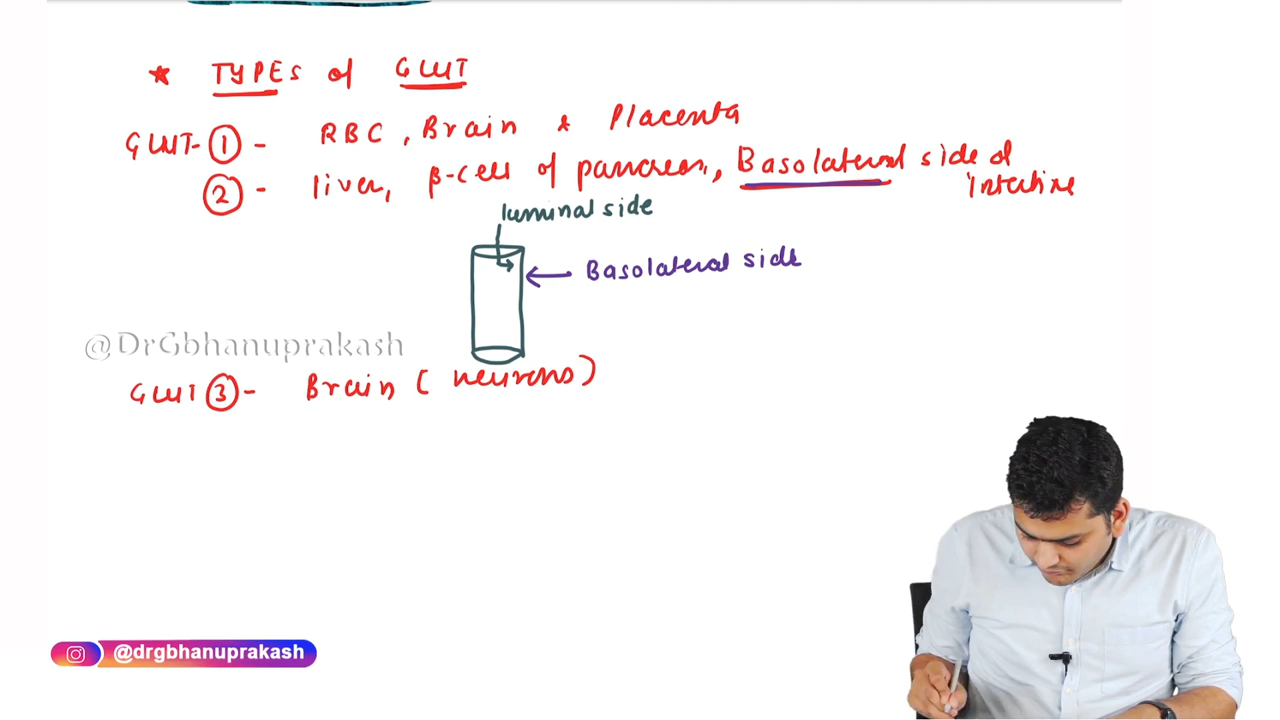 * TYPES of GLUT
GLUT-① - RBC, Brain & Placenta
② - liver, β-cell of pancreas, Basolateral side of intestine
luminal side
Basolateral side
@DrGbhanuprakash
GLUT ③ - Brain ( neurons )
@drgbhanuprakash